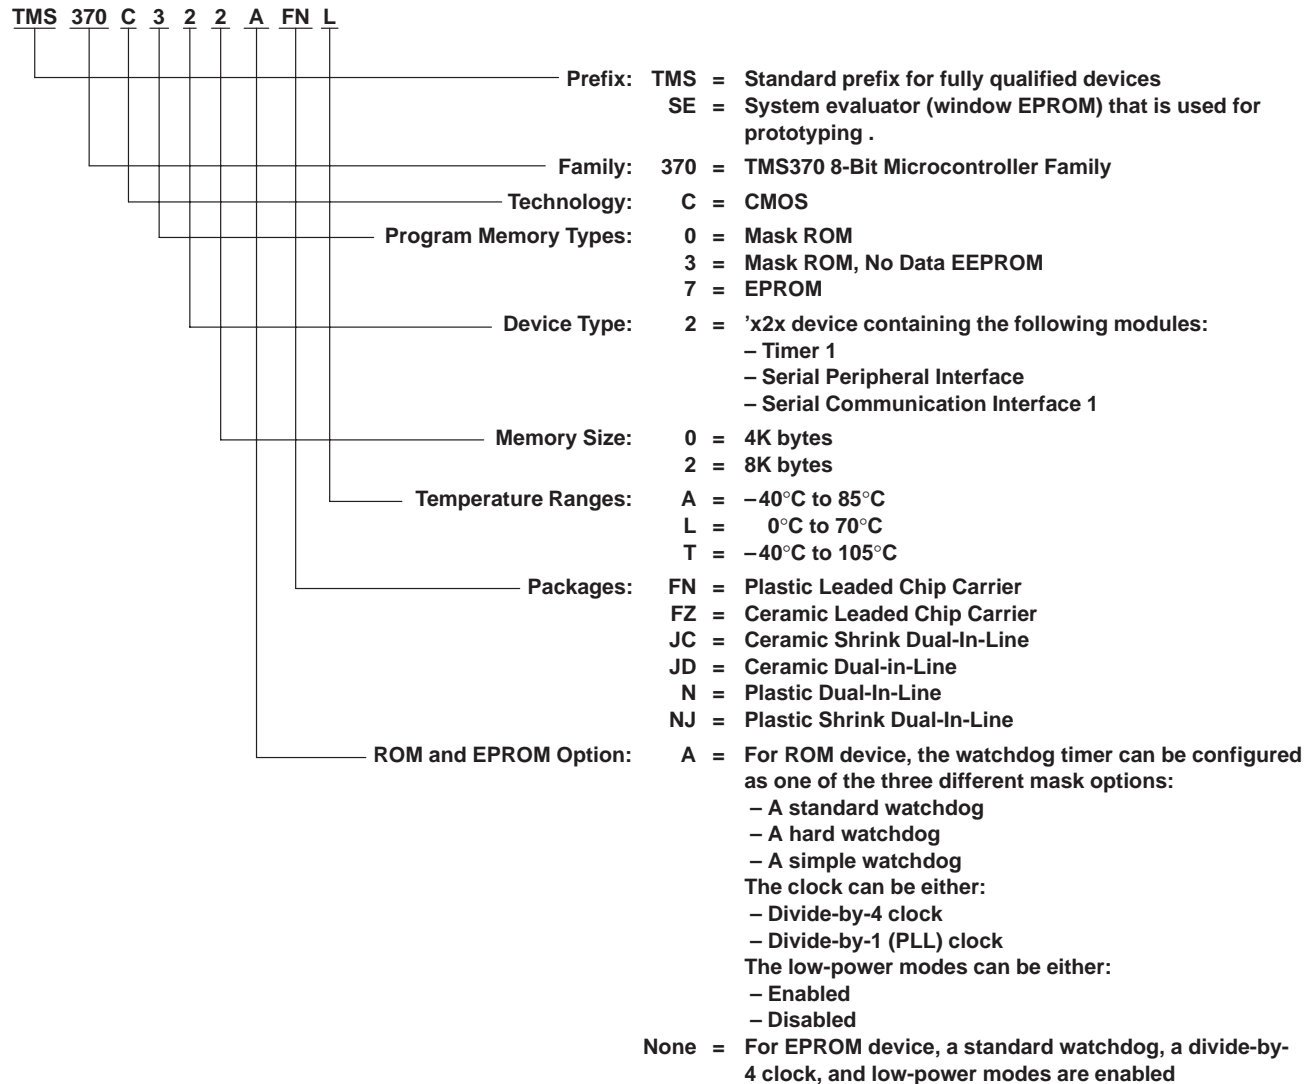 TMS 370 C 3 2 2 A FN L
Prefix: TMS = Standard prefix for fully qualified devices
SE = System evaluator (window EPROM) that is used for
prototyping .
Family: 370 = TMS370 8-Bit Microcontroller Family
Technology: C = CMOS
Program Memory Types: 0 = Mask ROM
3 = Mask ROM, No Data EEPROM
7 = EPROM
Device Type: 2 = ’x2x device containing the following modules:
– Timer 1
– Serial Peripheral Interface
– Serial Communication Interface 1
Memory Size: 0 = 4K bytes
2 = 8K bytes
Temperature Ranges: A = –40°C to 85°C
L = 0°C to 70°C
T = –40°C to 105°C
Packages: FN = Plastic Leaded Chip Carrier
FZ = Ceramic Leaded Chip Carrier
JC = Ceramic Shrink Dual-In-Line
JD = Ceramic Dual-in-Line
N = Plastic Dual-In-Line
NJ = Plastic Shrink Dual-In-Line
ROM and EPROM Option: A = For ROM device, the watchdog timer can be configured
as one of the three different mask options:
– A standard watchdog
– A hard watchdog
– A simple watchdog
The clock can be either:
– Divide-by-4 clock
– Divide-by-1 (PLL) clock
The low-power modes can be either:
– Enabled
– Disabled
None = For EPROM device, a standard watchdog, a divide-by-
4 clock, and low-power modes are enabled